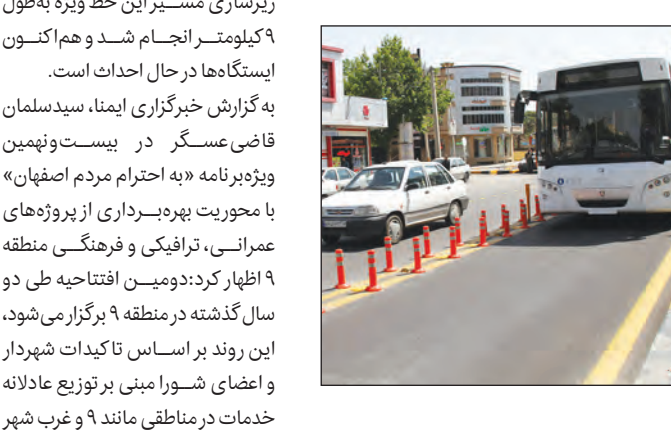 زیرسازی مسیر این خط ویژه به‌طول
۹کیلومتر انجام شد و هم‌اکنون
ایستگاه‌ها در حال احداث است.
به گزارش خبرگزاری ایمنا، سیدسلمان
قاضی‌عسگر در بیست‌ونهمین
ویژه‌برنامه «به احترام مردم اصفهان»
با محوریت بهره‌برداری از پروژه‌های
عمرانی، ترافیکی و فرهنگی منطقه
۹ اظهار کرد:دومین افتتاحیه طی دو
سال گذشته در منطقه ۹ برگزار می‌شود،
این روند بر اساس تاکیدات شهردار
و اعضای شورا مبنی بر توزیع عادلانه
خدمات در مناطقی مانند ۹ و غرب شهر